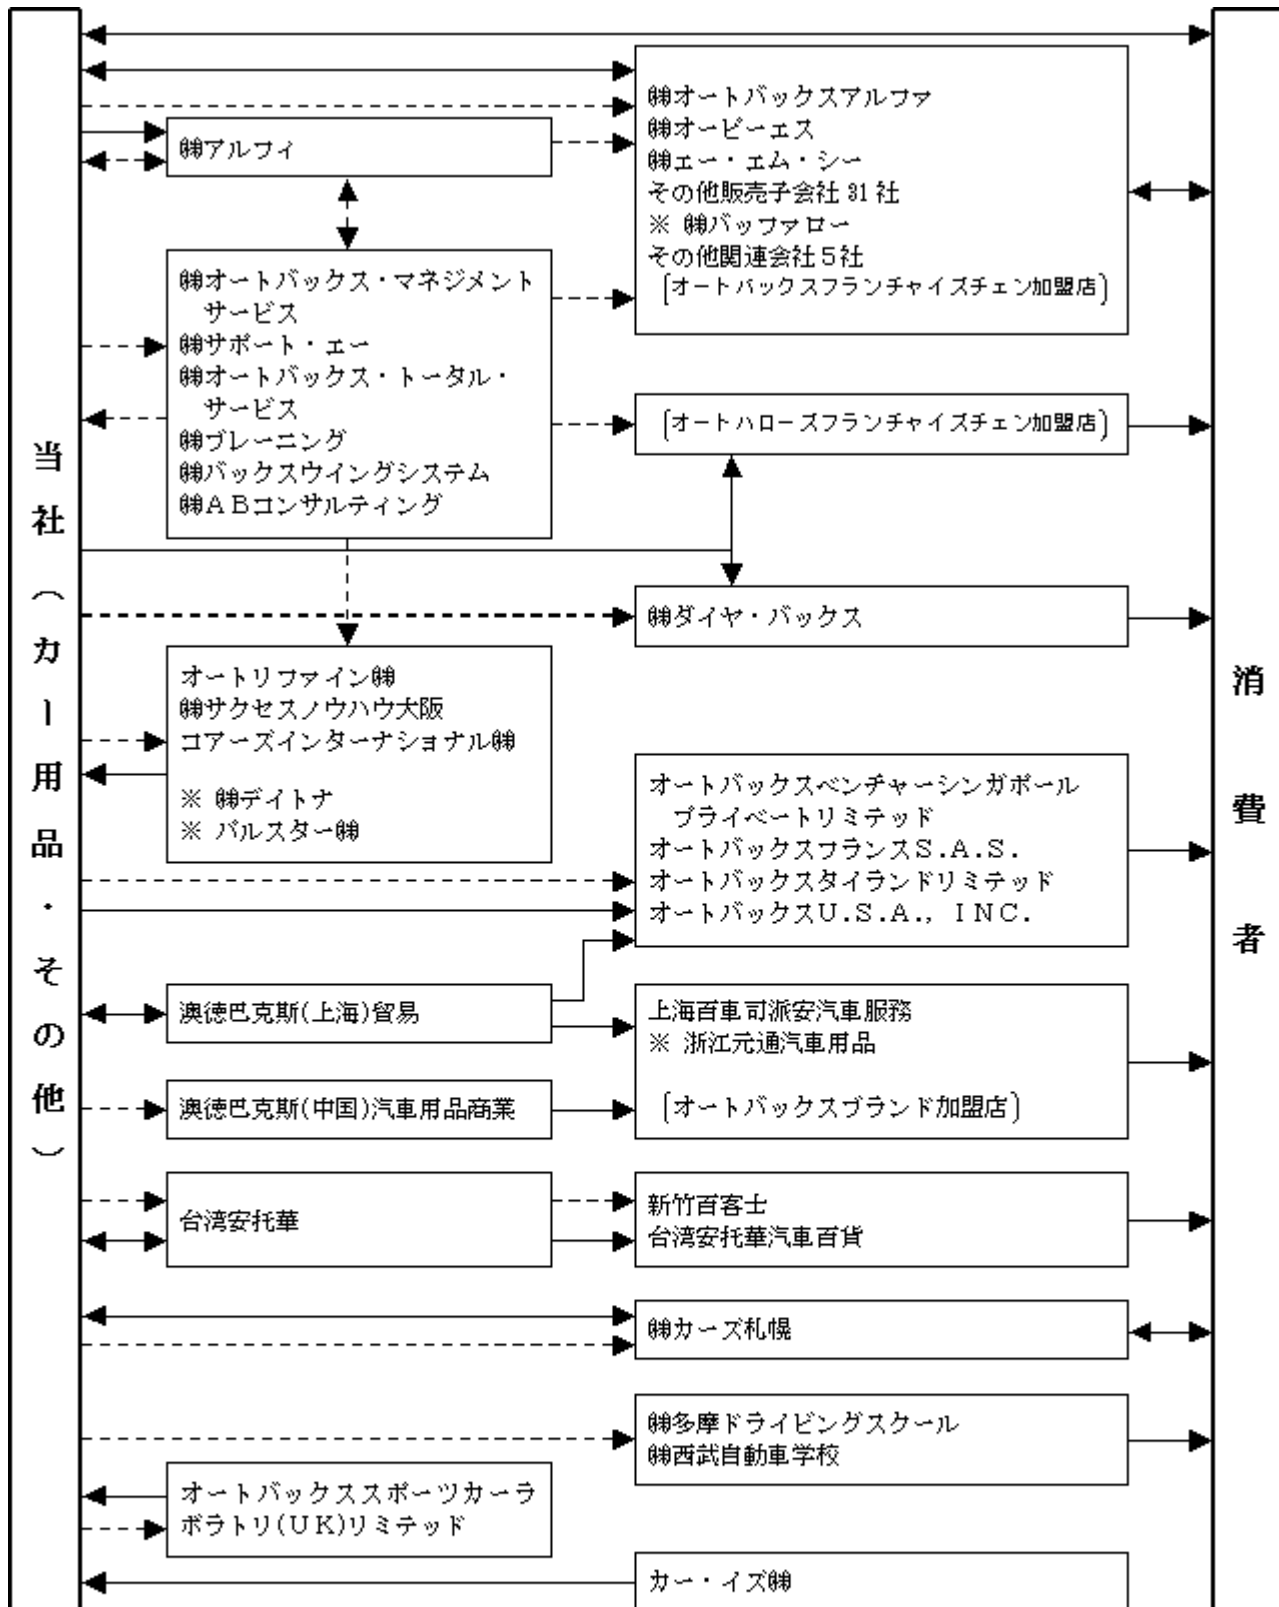 当社（カー用品・その他）
㈱アルフィ
㈱オートバックス・マネジメント
サービス
㈱サポート・エー
㈱オートバックス・トータル・
サービス
㈱ブレーニング
㈱バックスウイングシステム
㈱ＡＢコンサルティング
オートリファイン㈱
㈱サクセスノウハウ大阪
コアーズインターナショナル㈱
※ ㈱デイトナ
※ パルスター㈱
澳徳巴克斯(上海)貿易
澳徳巴克斯(中国)汽車用品商業
台湾安托華
オートバックススポーツカーラ
ボラトリ(ＵＫ)リミテッド
㈱オートバックスアルファ
㈱オーピーエス
㈱エー・エム・シー
その他販売子会社 31 社
※ ㈱バッファロー
その他関連会社５社
〔オートバックスフランチャイズチェン加盟店〕
〔オートハローズフランチャイズチェン加盟店〕
㈱ダイヤ・バックス
オートバックスベンチャーシンガポール
プライベートリミテッド
オートバックスフランスＳ.Ａ.Ｓ.
オートバックスタイランドリミテッド
オートバックスＵ.Ｓ.Ａ.，ＩＮＣ.
上海百車司派安汽車服務
※ 浙江元通汽車用品
〔オートバックスブランド加盟店〕
新竹百客士
台湾安托華汽車百貨
㈱カーズ札幌
㈱多摩ドライビングスクール
㈱西武自動車学校
カー・イズ㈱
消費者